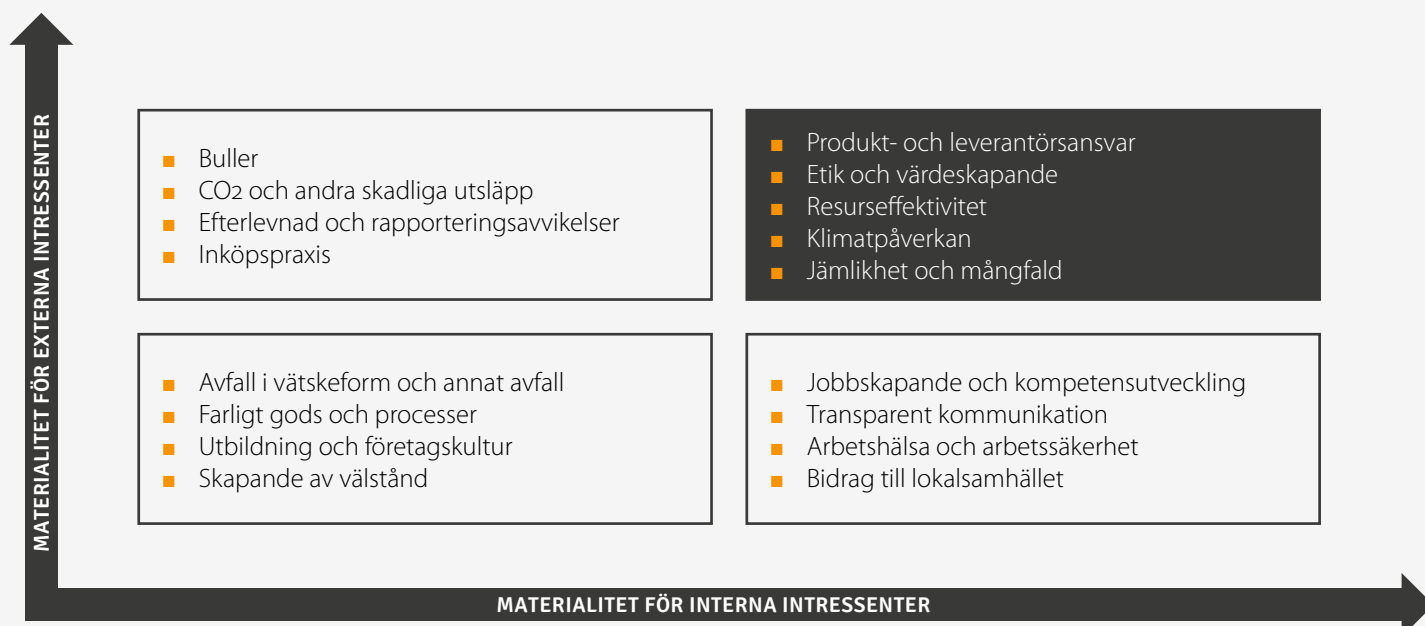 MATERIALITET FÖR EXTERNA INTRESSENTER
Buller
CO2 och andra skadliga utsläpp
Efterlevnad och rapporteringsavvikelser
Inköpspraxis
Produkt- och leverantörsansvar
Etik och värdeskapande
Resurseffektivitet
Klimatpåverkan
Jämlikhet och mångfald
Avfall i vätskeform och annat avfall
Farligt gods och processer
Utbildning och företagskultur
Skapande av välstånd
Jobbskapande och kompetensutveckling
Transparent kommunikation
Arbetshälsa och arbetssäkerhet
Bidrag till lokalsamhället
MATERIALITET FÖR INTERNA INTRESSENTER